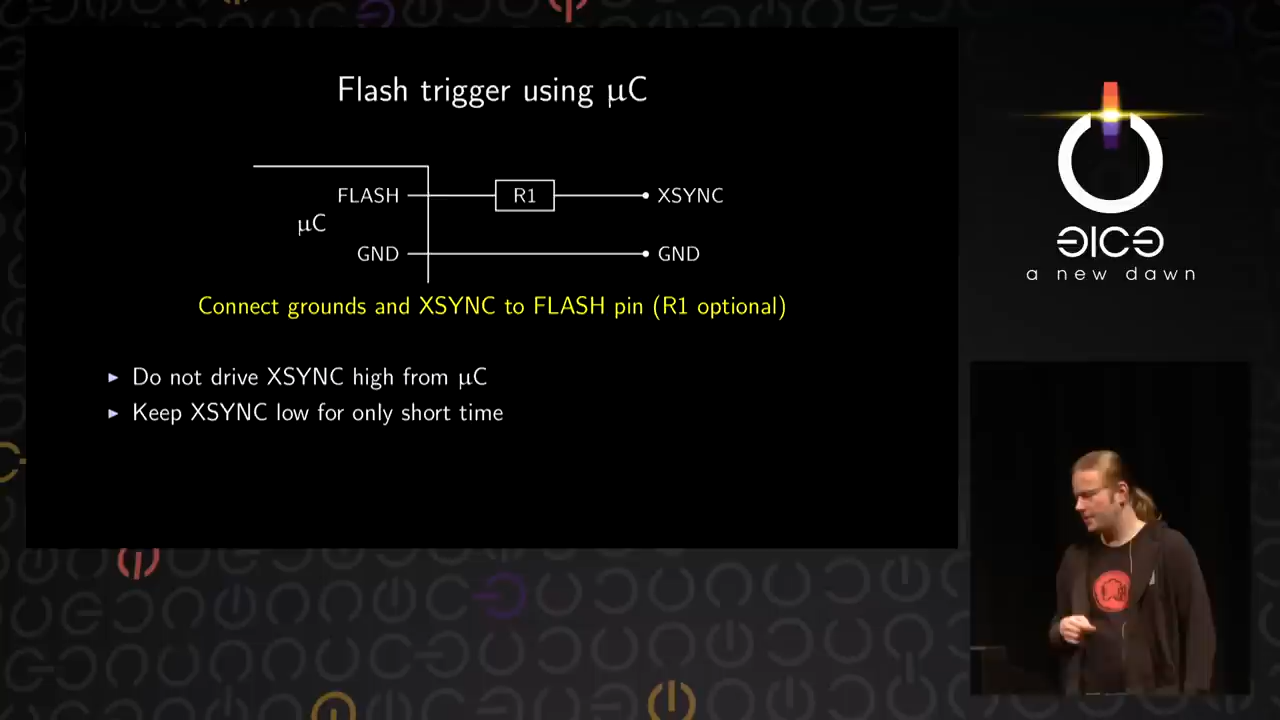 Flash trigger using µC
FLASH
R1
XSYNC
µC
GND
GND
Connect grounds and XSYNC to FLASH pin (R1 optional)
Do not drive XSYNC high from µC
Keep XSYNC low for only short time
a new dawn